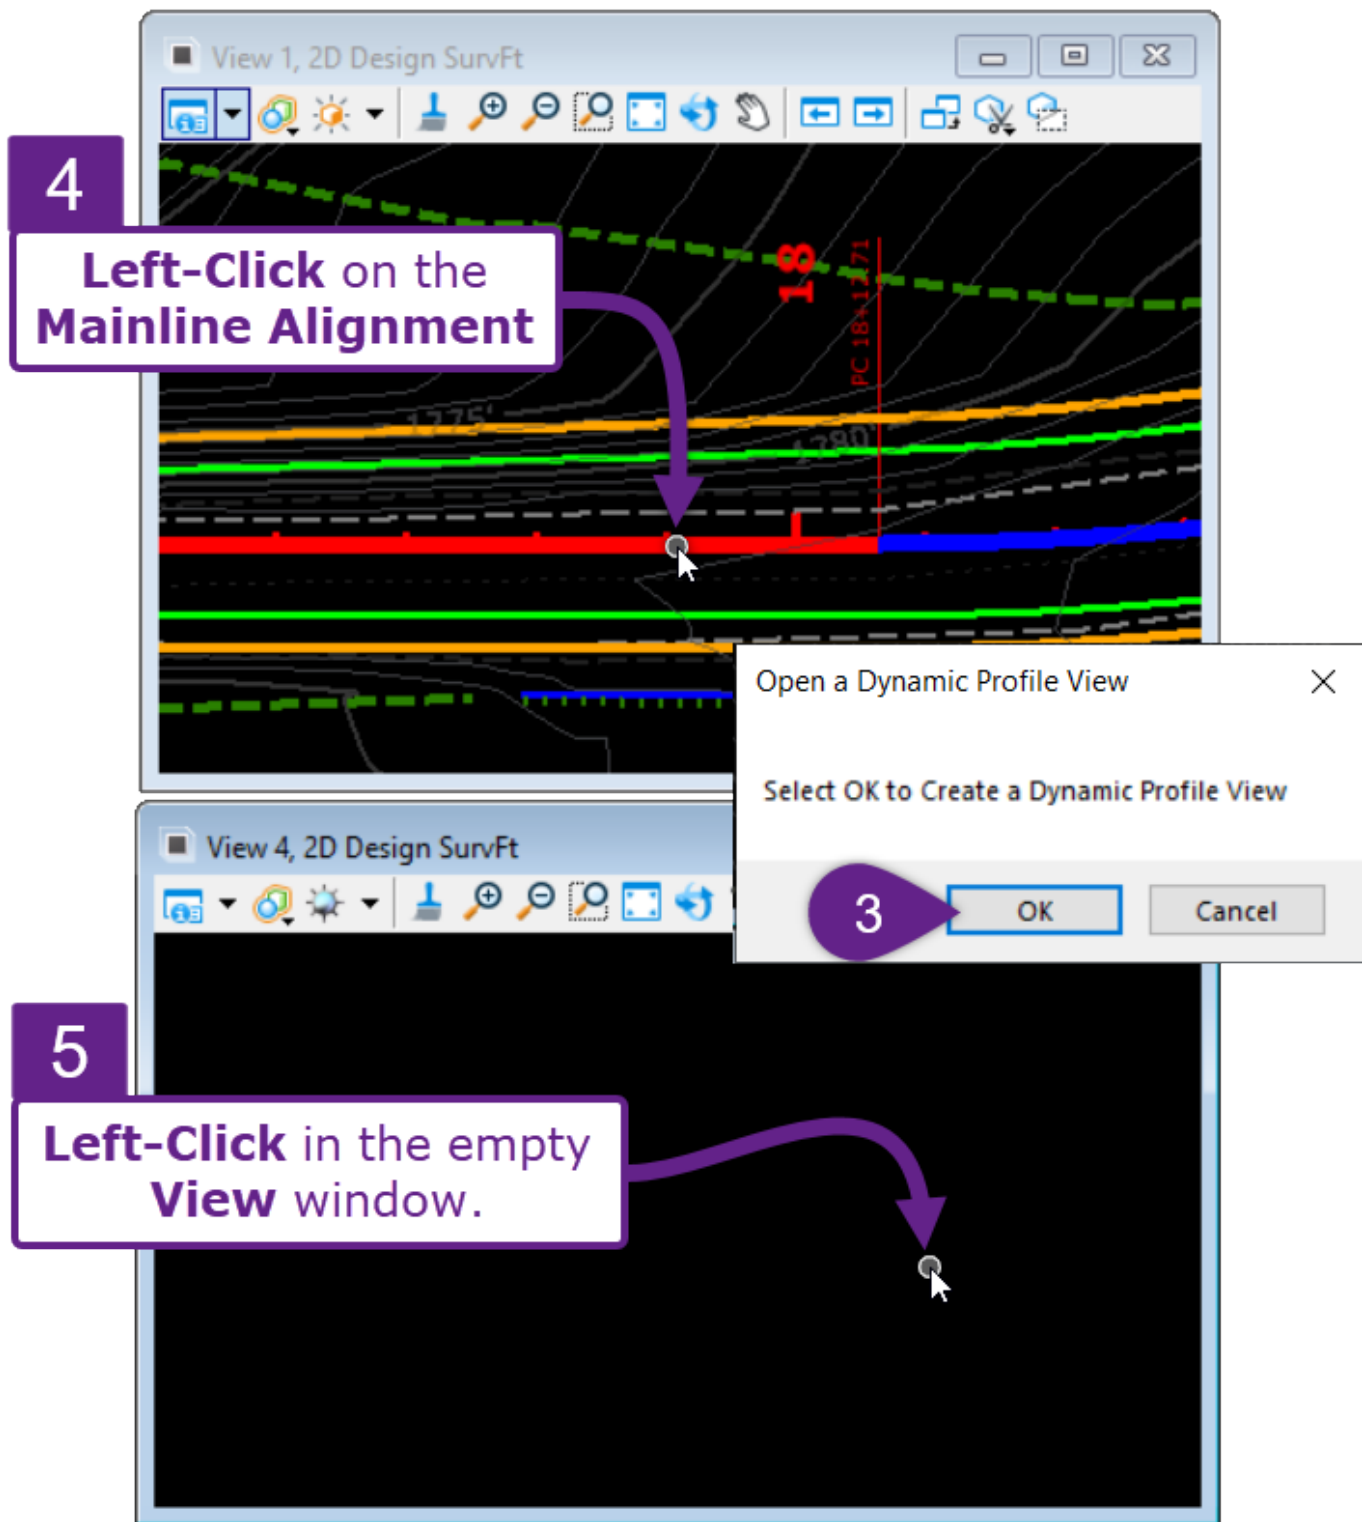 View 1, 2D Design SurvFt
4
Left-Click on the
Mainline Alignment
18
PC 18+12.71
1775'
1780'
Open a Dynamic Profile View
Select OK to Create a Dynamic Profile View
3
OK
Cancel
View 4, 2D Design SurvFt
5
Left-Click in the empty
View window.